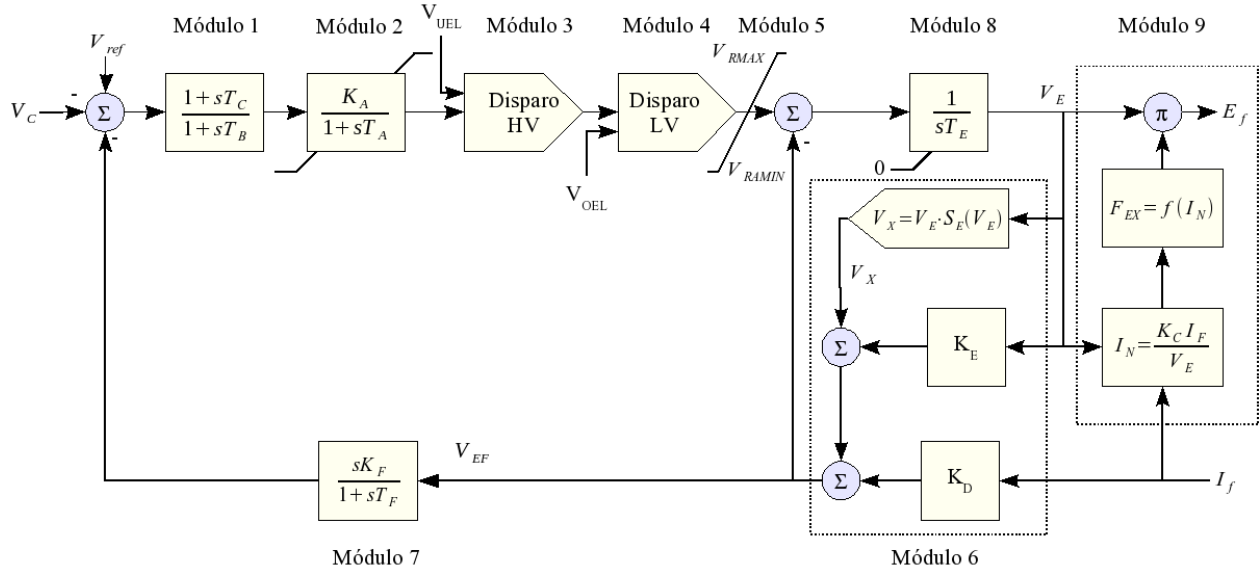 Módulo 1
Módulo 2
V_UEL
Módulo 3
Módulo 4
Módulo 5
Módulo 8
Módulo 9
V_ref
V_RMAX
V_C
-
Σ
-
1+sT_C
1+sT_B
K_A
1+sT_A
Disparo
HV
Disparo
LV
Σ
-
1
sT_E
V_E
π
E_f
V_OEL
V_RAMIN
0
V_X=V_E·S_E(V_E)
F_EX=f(I_N)
V_X
Σ
K_E
I_N=K_C I_F
V_E
sK_F
1+sT_F
V_EF
Σ
K_D
I_f
Módulo 7
Módulo 6